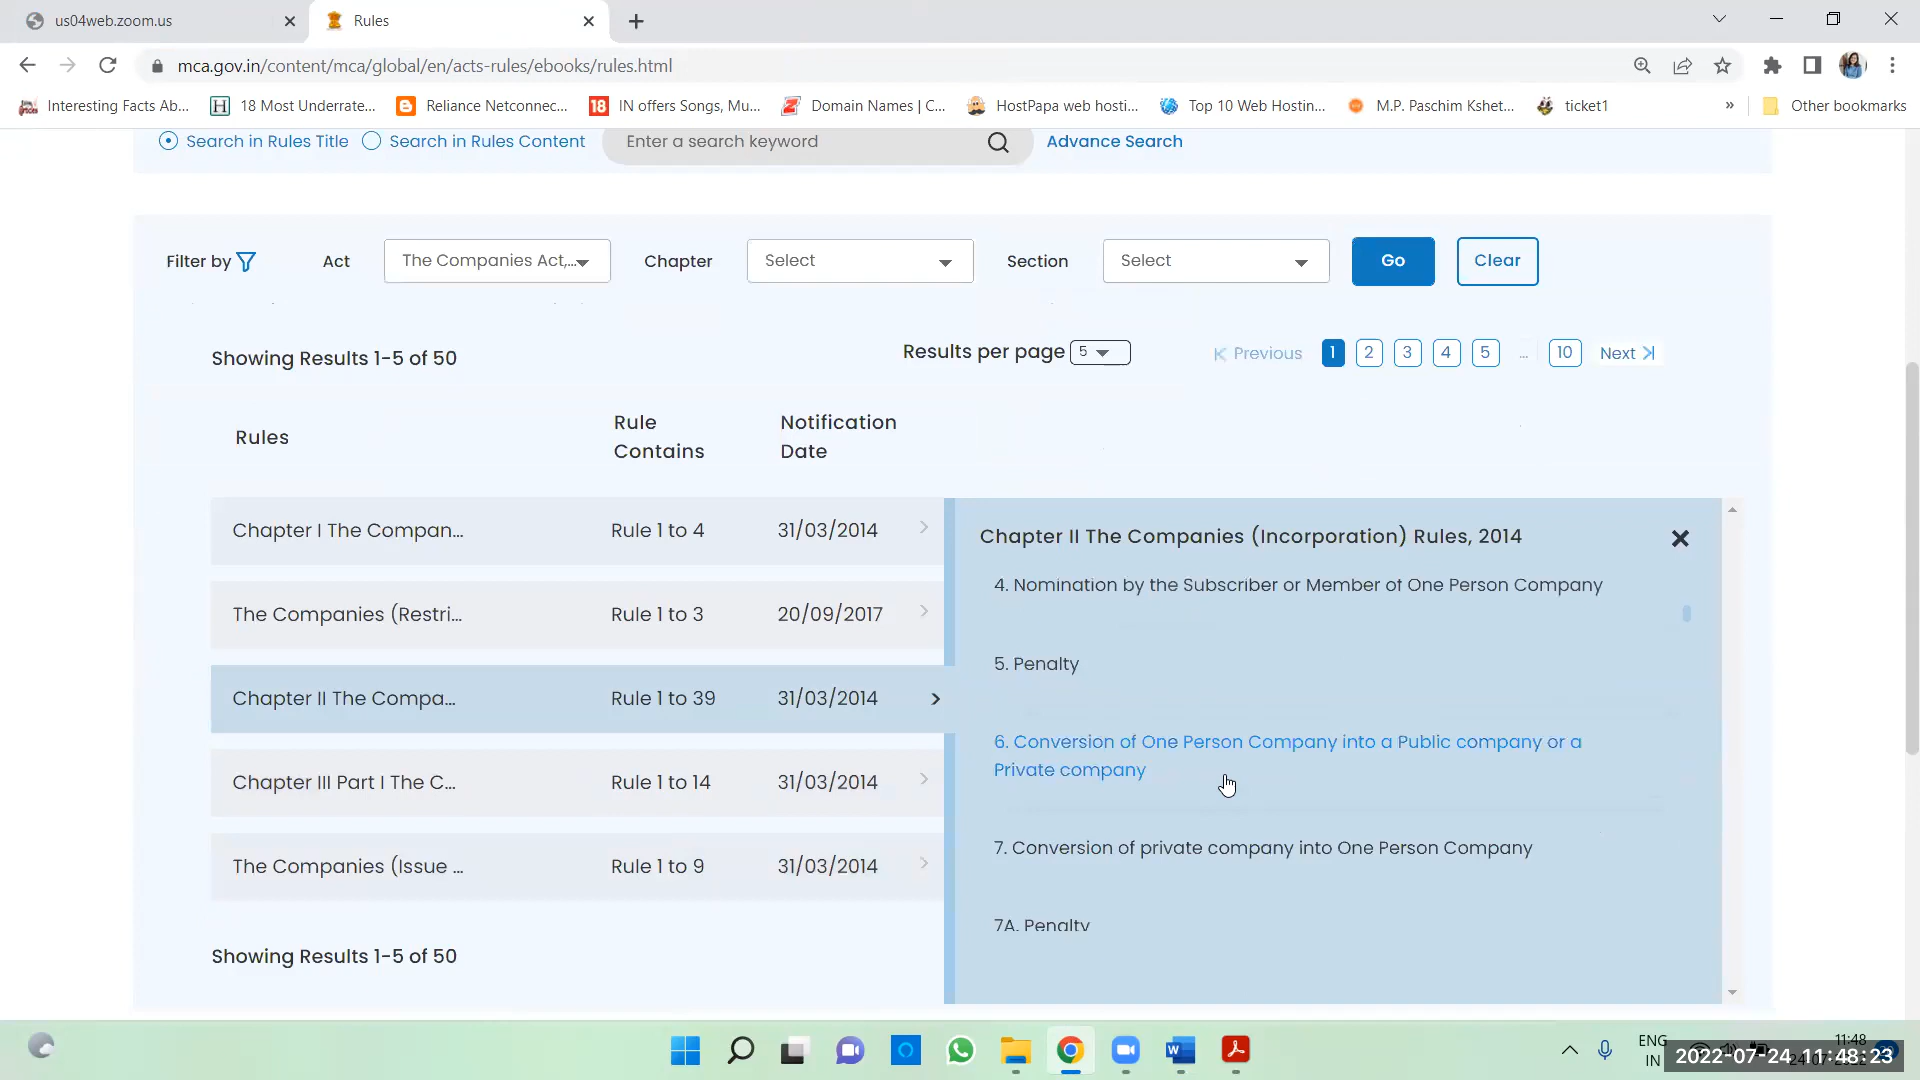 us04web.zoom.us
Rules
mca.gov.in/content/mca/global/en/acts-rules/ebooks/rules.html
Interesting Facts Ab...
18 Most Underrate...
Reliance Netconnec...
IN offers Songs, Mu...
Domain Names | C...
HostPapa web hosti...
Top 10 Web Hostin...
M.P. Paschim Kshet...
ticket1
»
Other bookmarks
Search in Rules Title
Search in Rules Content
Enter a search keyword
Advance Search
Filter by
Act
The Companies Act,...
Chapter
Select
Section
Select
Go
Clear
Showing Results 1-5 of 50
Results per page 5
Previous 1 2 3 4 5 ... 10 Next
Rules
Rule Contains
Notification Date
Chapter I The Compan... Rule 1 to 4 31/03/2014
The Companies (Restri... Rule 1 to 3 20/09/2017
Chapter II The Compa... Rule 1 to 39 31/03/2014
Chapter III Part I The C... Rule 1 to 14 31/03/2014
The Companies (Issue ... Rule 1 to 9 31/03/2014
Chapter II The Companies (Incorporation) Rules, 2014
4. Nomination by the Subscriber or Member of One Person Company
5. Penalty
6. Conversion of One Person Company into a Public company or a
Private company
7. Conversion of private company into One Person Company
7A. Penalty
Showing Results 1-5 of 50
ENG
IN
11:48
2022-07-24 11:48:23